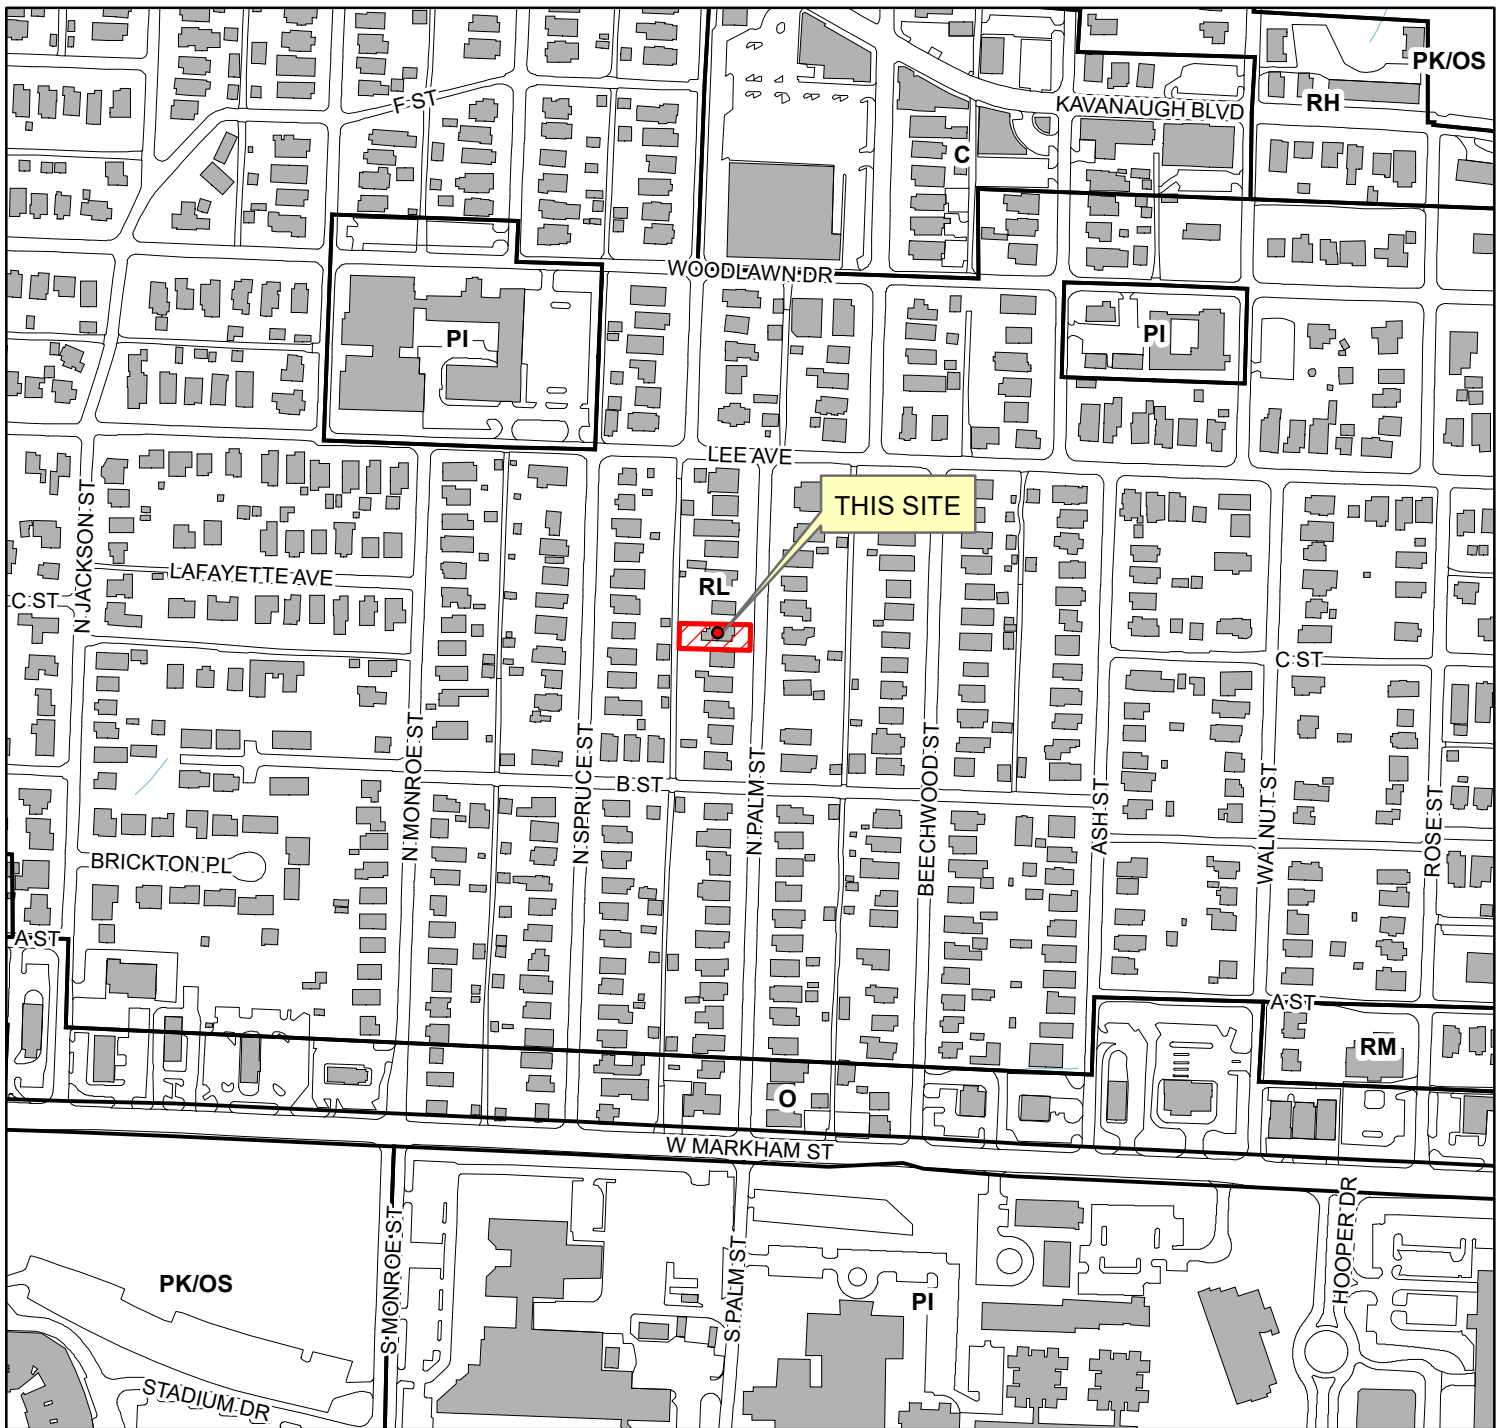 PK/OS
RH
F ST
KAVANAUGH BLVD
C
WOODLAWN DR
PI
PI
LEE AVE
THIS SITE
N JACKSON ST
LAFAYETTE AVE
RL
C ST
C ST
N MONROE ST
N SPRUCE ST
B ST
N PALM ST
BEECHWOOD ST
ASH ST
WALNUT ST
ROSE ST
BRICKTON PL
A ST
A ST
RM
O
W MARKHAM ST
HOOPER DR
S MONROE ST
S PALM ST
PK/OS
PI
STADIUM DR